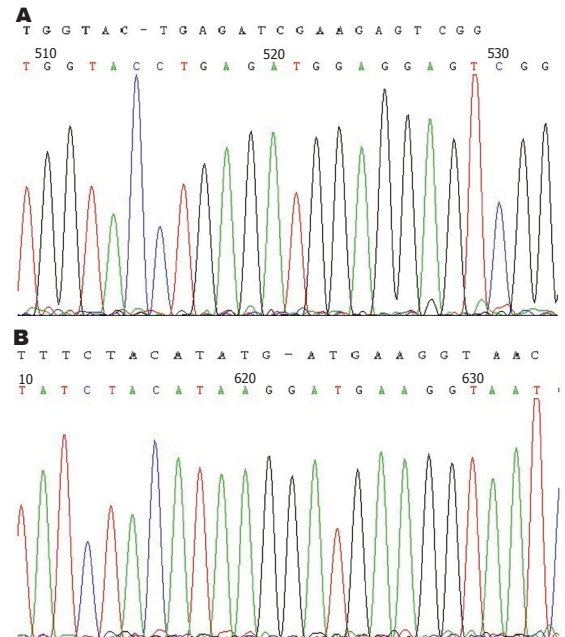 A
T G G T A C - T G A G A T C G A A G A G T C G G
510 520 530
T G G T A C C T G A G A T G G A G G A G T C G G
B
T T T C T A C A T A T G - A T G A A G G T A A C
10 620 630
T A T C T A C A T A A G G A T G A A G G T A A T